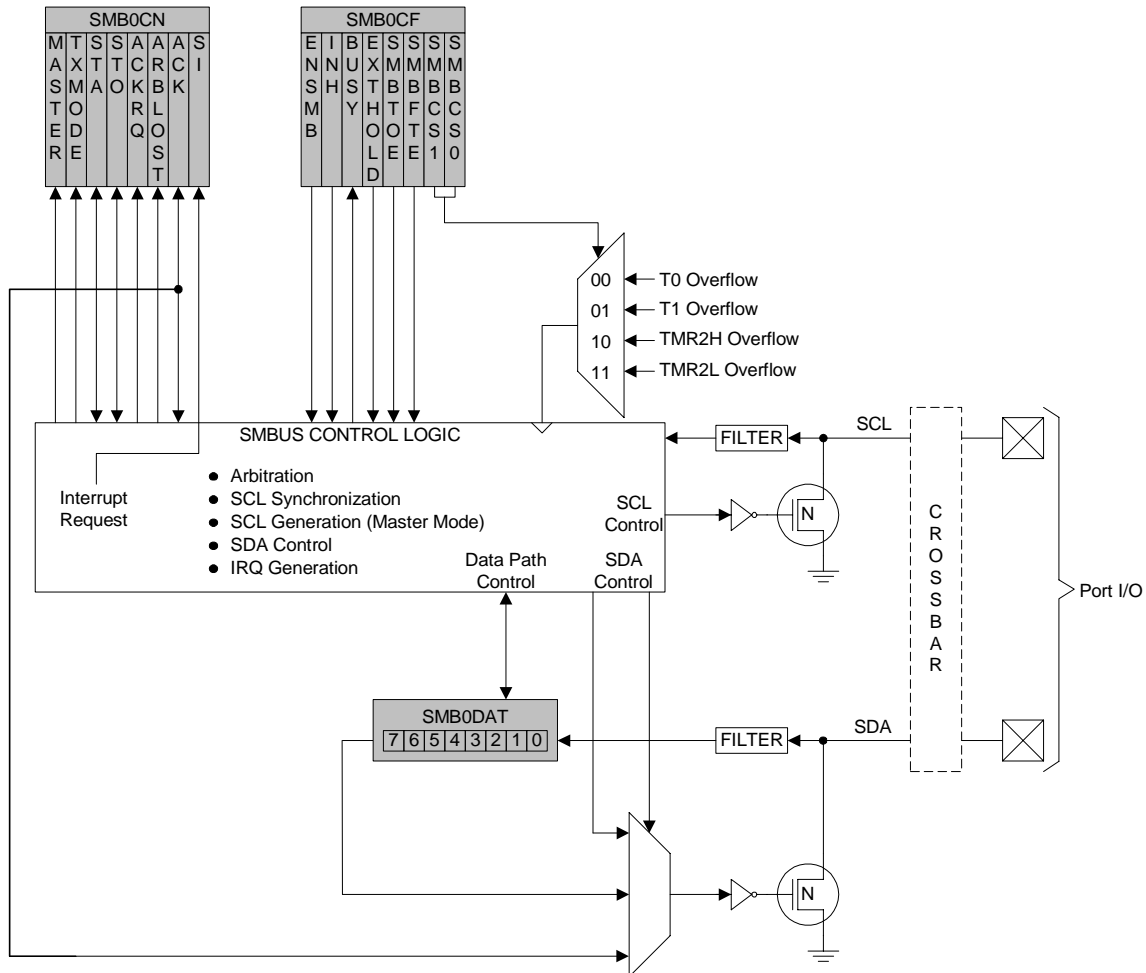 SMB0CN
MASTER
TXMODE
STA
STO
ACKRQ
ARBLOST
ACK
SI
SMB0CF
ENSMB
INH
BUSY
EXTHOLD
SMBTOE
SMBFTE
SMBCS1
SMBCS0
00
T0 Overflow
01
T1 Overflow
10
TMR2H Overflow
11
TMR2L Overflow
SMBUS CONTROL LOGIC
Interrupt
Request
● Arbitration
● SCL Synchronization
● SCL Generation (Master Mode)
● SDA Control
● IRQ Generation
SCL
Control
Data Path
Control
SDA
Control
FILTER
SCL
N
CROSSBAR
Port I/O
SMB0DAT
7 6 5 4 3 2 1 0
FILTER
SDA
N